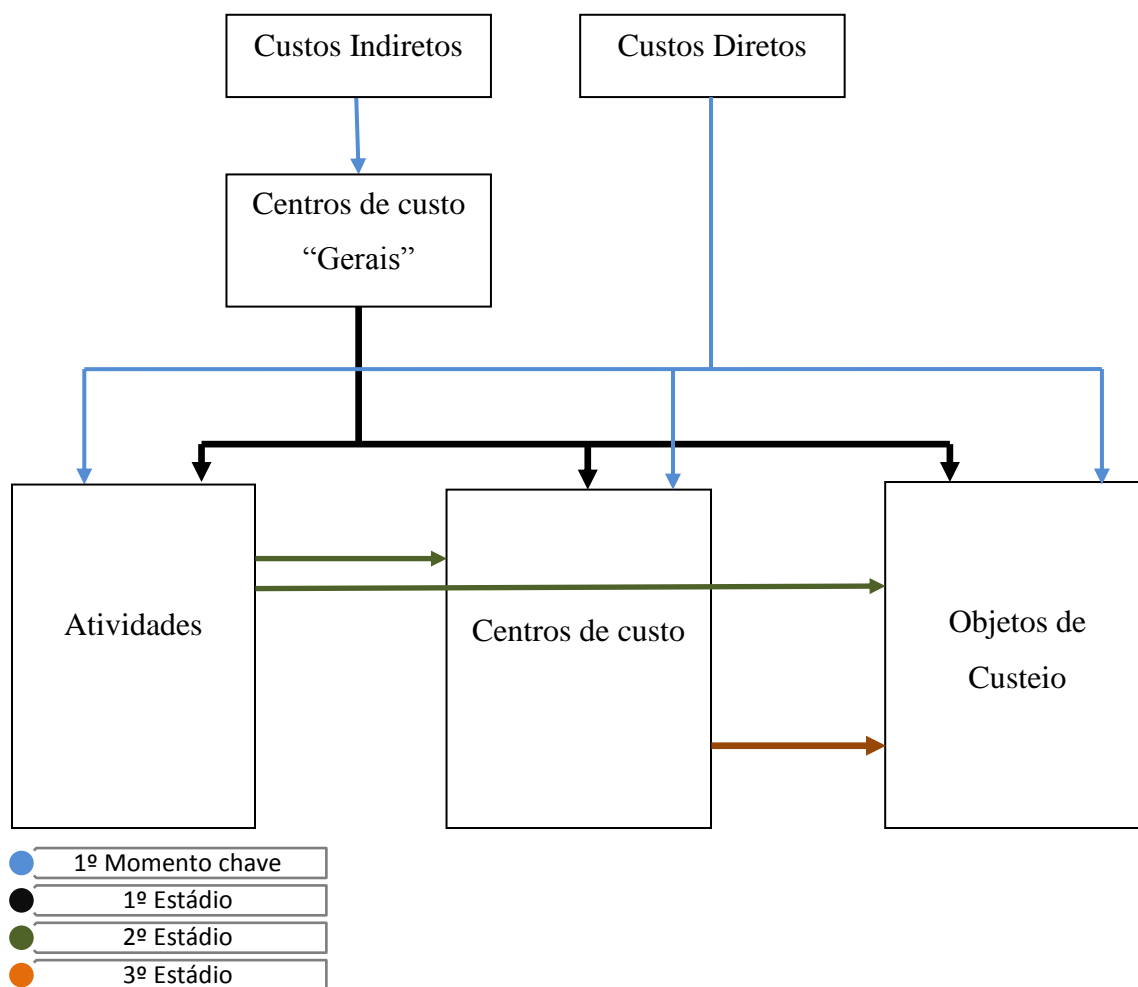 Custos Indiretos
Custos Diretos
Centros de custo
“Gerais”
Atividades
Centros de custo
Objetos de
Custeio
1º Momento chave
1º Estádio
2º Estádio
3º Estádio